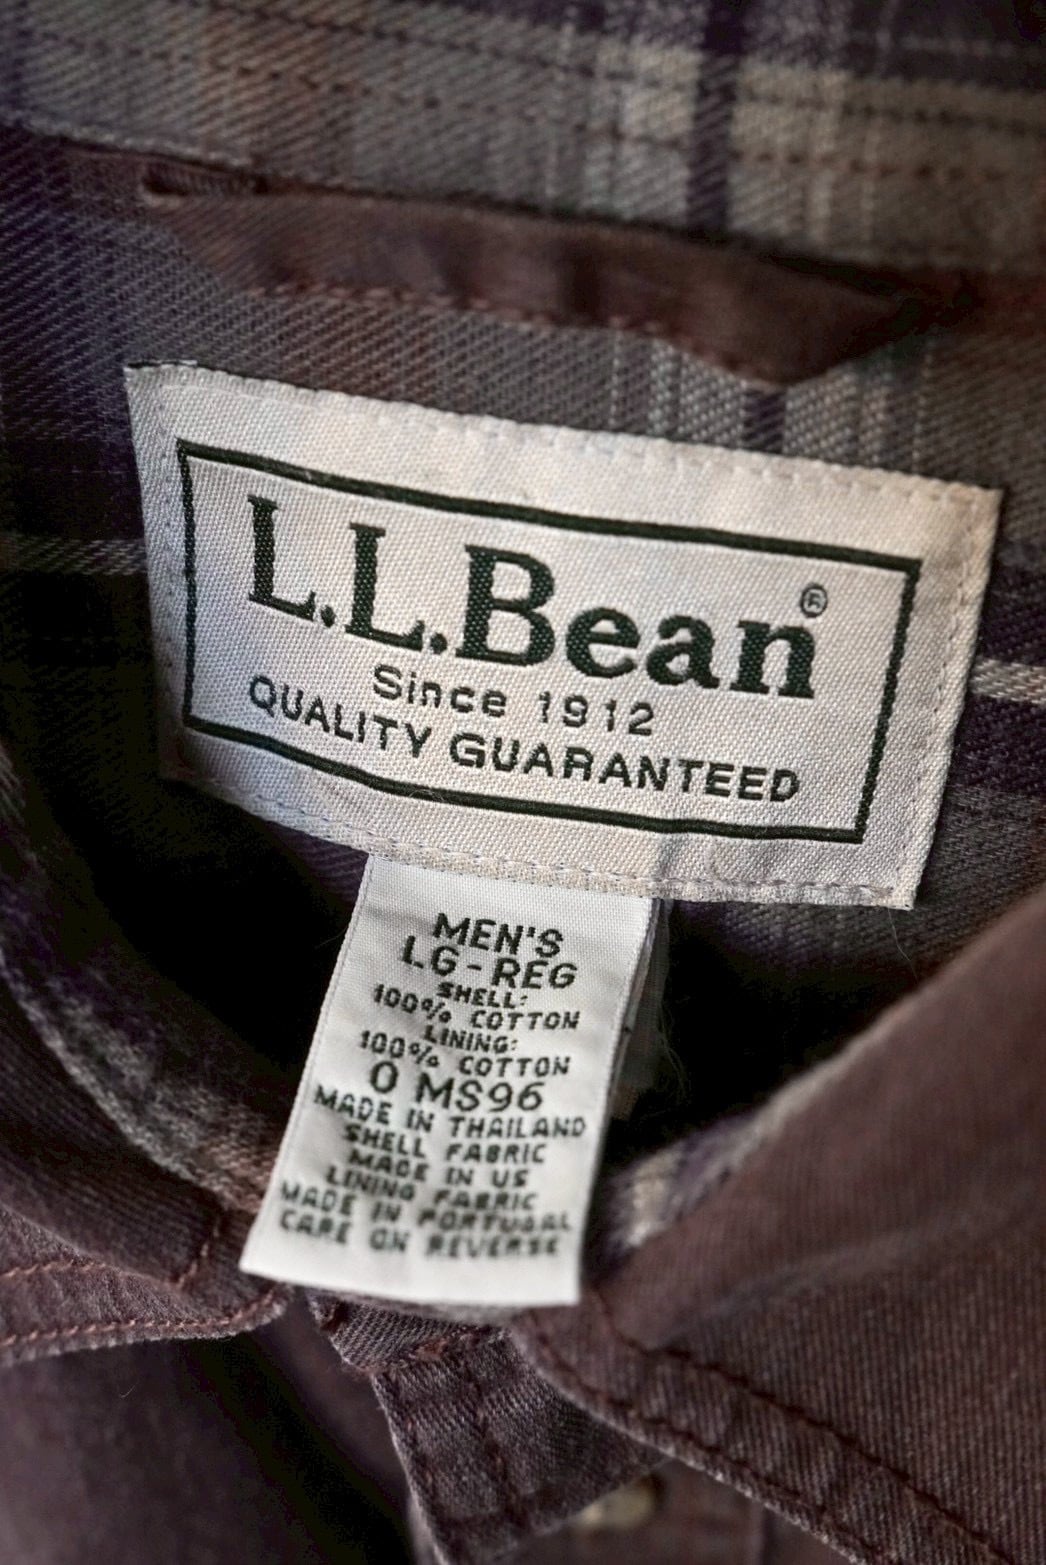 L.L.Bean®
Since 1912
QUALITY GUARANTEED
MEN'S
LG-REG
SHELL:
100% COTTON
LINING:
100% COTTON
0 MS96
MADE IN THAILAND
SHELL FABRIC
MADE IN US
LINING FABRIC
MADE IN PORTUGAL
CARE ON REVERSE